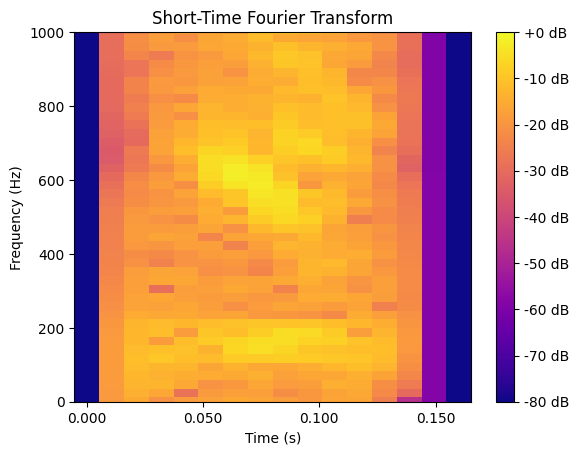 Short-Time Fourier Transform
Frequency (Hz)
1000
800
600
400
200
0
0.000
0.050
0.100
0.150
Time (s)
+0 dB
-10 dB
-20 dB
-30 dB
-40 dB
-50 dB
-60 dB
-70 dB
-80 dB